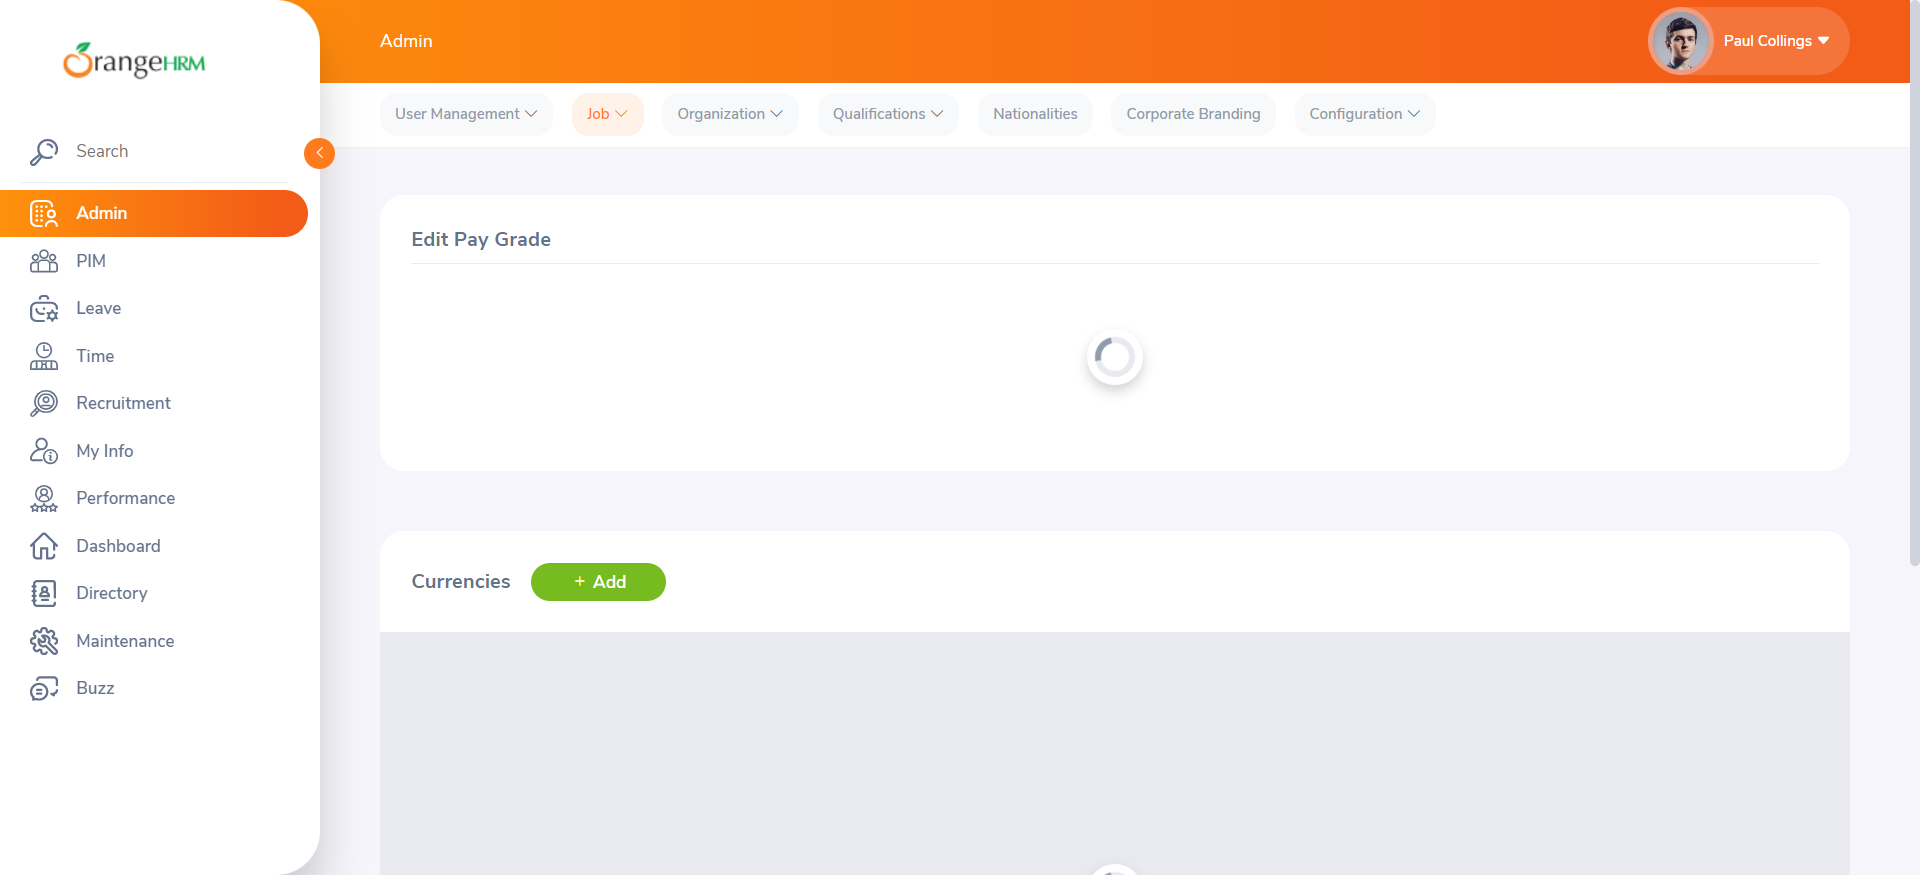 OrangeHRM
Search
Admin
PIM
Leave
Time
Recruitment
My Info
Performance
Dashboard
Directory
Maintenance
Buzz
Admin
Paul Collings
User Management
Job
Organization
Qualifications
Nationalities
Corporate Branding
Configuration
Edit Pay Grade
Currencies
+ Add